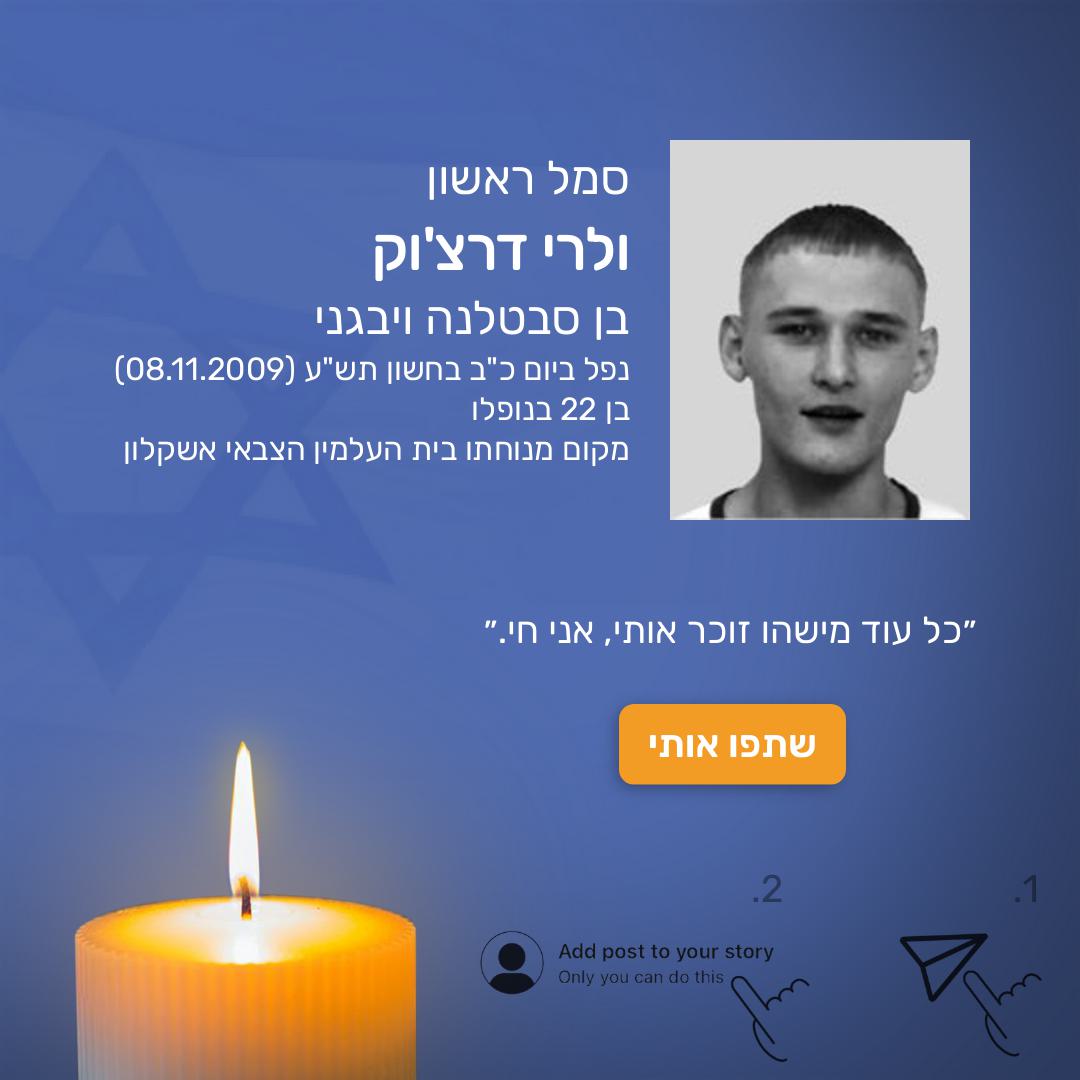 סמל ראשון
ולרי דרצ'וק
בן סבטלנה ויבגני
נפל ביום כ"ב בחשון תש"ע (08.11.2009)
בן 22 בנופלו
מקום מנוחתו בית העלמין הצבאי אשקלון
״כל עוד מישהו זוכר אותי, אני חי.״
שתפו אותי
1.
2.
Add post to your story
Only you can do this